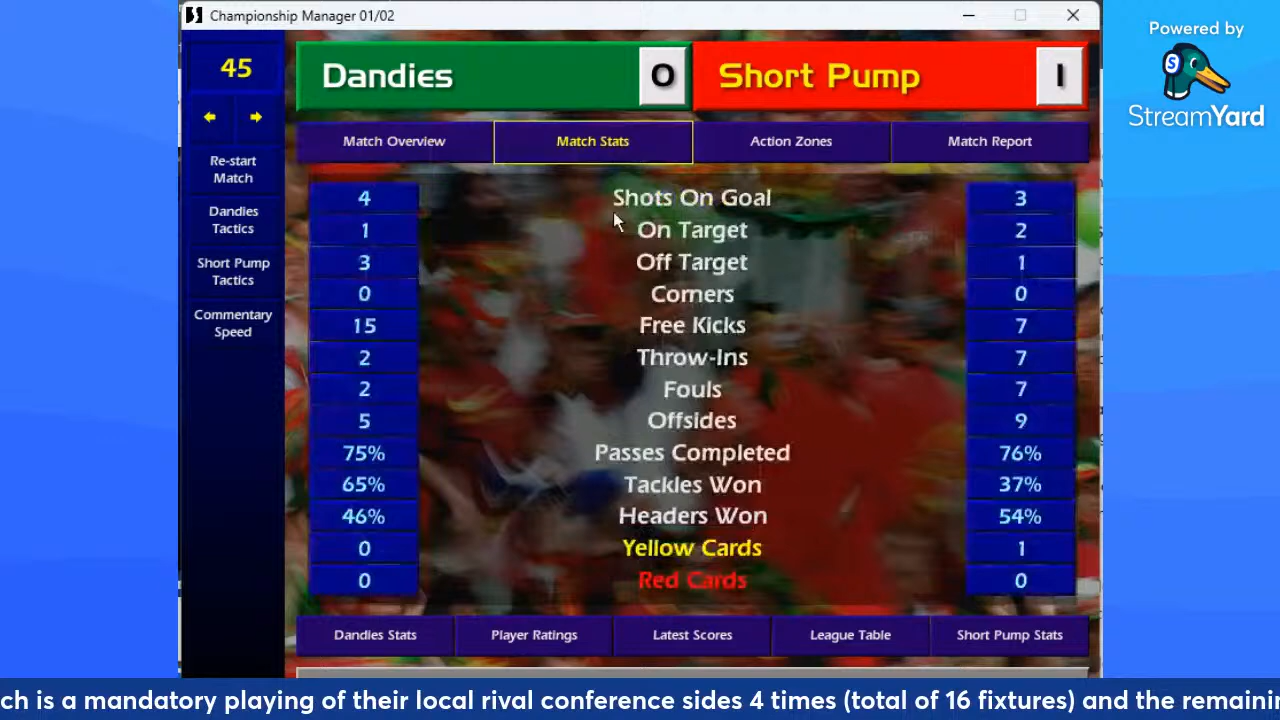 Championship Manager 01/02
Powered by
StreamYard
45
Dandies 0 Short Pump 1
Match Overview Match Stats Action Zones Match Report
Re-start
Match
Dandies
Tactics
Short Pump
Tactics
Commentary
Speed
4 Shots On Goal 3
1 On Target 2
3 Off Target 1
0 Corners 0
15 Free Kicks 7
2 Throw-Ins 7
2 Fouls 7
5 Offsides 9
75% Passes Completed 76%
65% Tackles Won 37%
46% Headers Won 54%
0 Yellow Cards 1
0 Red Cards 0
Dandies Stats Player Ratings Latest Scores League Table Short Pump Stats
ch is a mandatory playing of their local rival conference sides 4 times (total of 16 fixtures) and the remaini